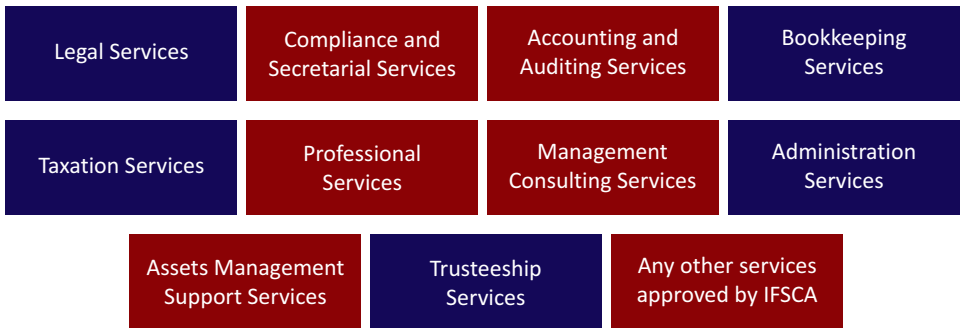 Legal Services
Compliance and
Secretarial Services
Accounting and
Auditing Services
Bookkeeping
Services
Taxation Services
Professional
Services
Management
Consulting Services
Administration
Services
Assets Management
Support Services
Trusteeship
Services
Any other services
approved by IFSCA